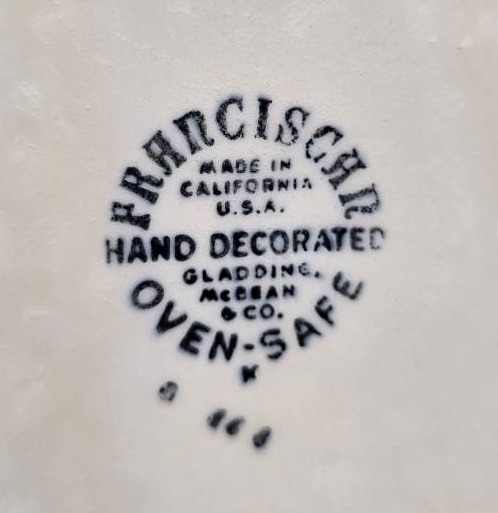 FRANCISCAN
MADE IN
CALIFORNIA
U.S.A.
HAND DECORATED
GLADDING,
McBEAN
& CO.
OVEN-SAFE
K